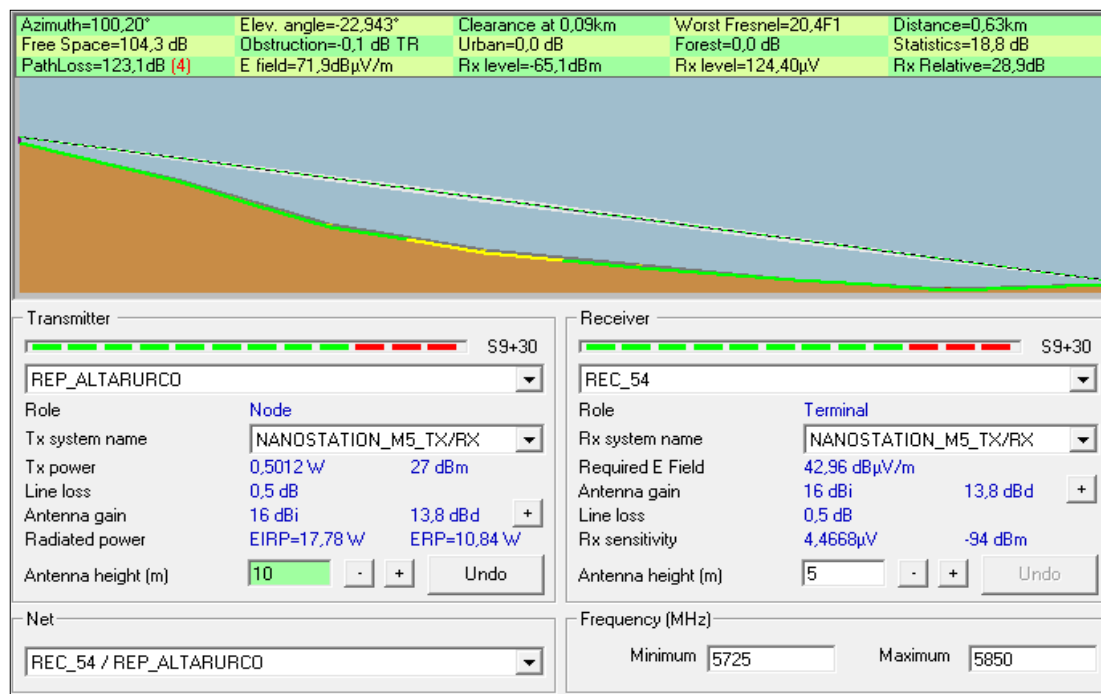 Azimuth=100,20° Elev. angle=-22,943° Clearance at 0,09km Worst Fresnel=20,4F1 Distance=0,63km
Free Space=104,3 dB Obstruction=-0,1 dB TR Urban=0,0 dB Forest=0,0 dB Statistics=18,8 dB
PathLoss=123,1dB (4) E field=71,9dBµV/m Rx level=-65,1dBm Rx level=124,40µV Rx Relative=28,9dB
Transmitter
S9+30
REP_ALTARURCO
Role Node
Tx system name NANOSTATION_M5_TX/RX
Tx power 0,5012 W 27 dBm
Line loss 0,5 dB
Antenna gain 16 dBi 13,8 dBd +
Radiated power EIRP=17,78 W ERP=10,84 W
Antenna height (m) 10 - + Undo
Net
REC_54 / REP_ALTARURCO
Receiver
S9+30
REC_54
Role Terminal
Rx system name NANOSTATION_M5_TX/RX
Required E Field 42,96 dBµV/m
Antenna gain 16 dBi 13,8 dBd +
Line loss 0,5 dB
Rx sensitivity 4,4668µV -94 dBm
Antenna height (m) 5 - + Undo
Frequency (MHz)
Minimum 5725 Maximum 5850